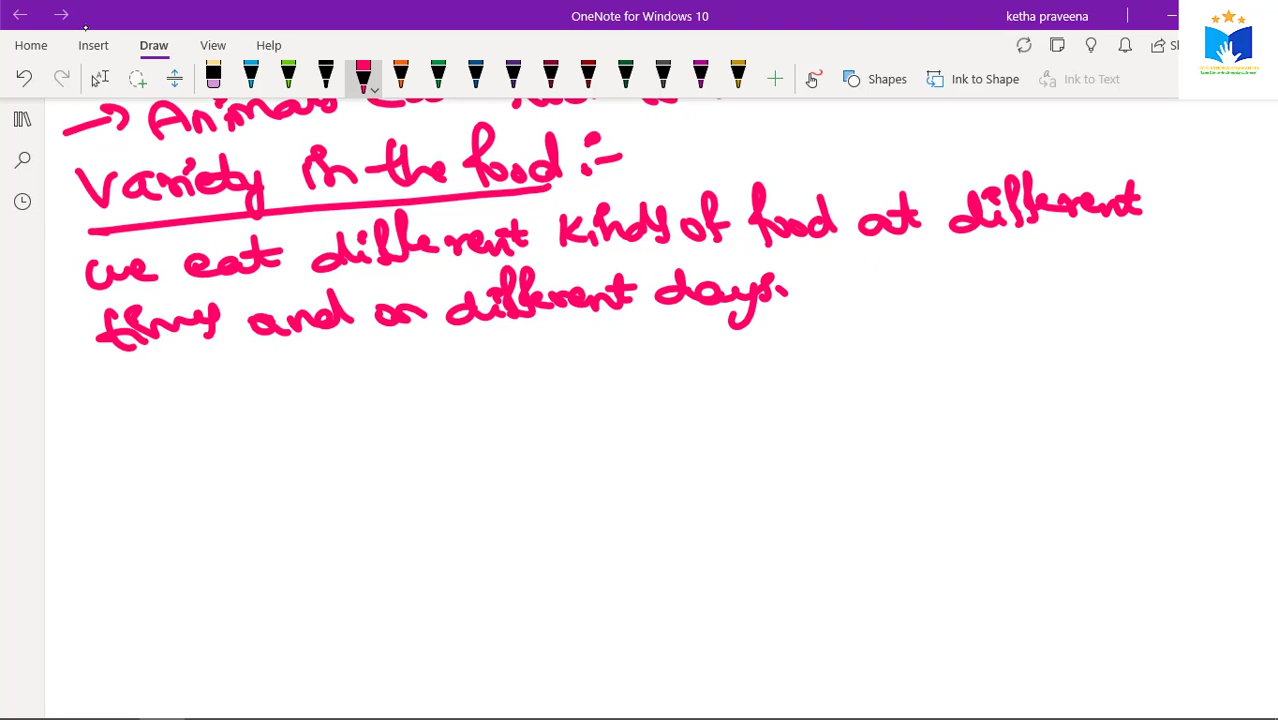 OneNote for Windows 10
ketha praveena
Home Insert Draw View Help
Shapes Ink to Shape Ink to Text
→ Animals
Variety in the food :-
we eat different kinds of food at different
times and on different days.